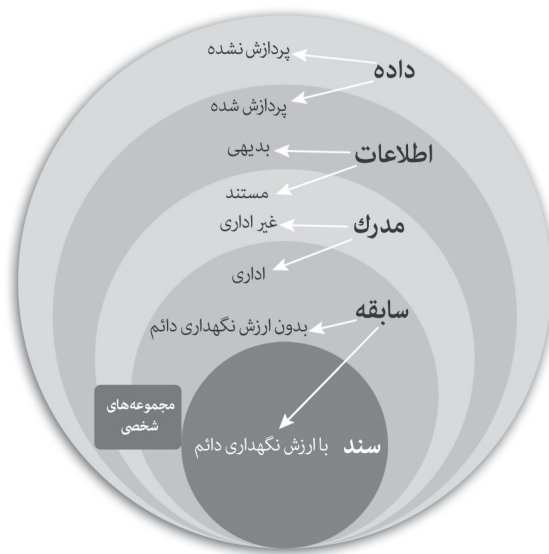 پردازش نشده
داده
پردازش شده
بدیهی
اطلاعات
مستند
غیر اداری
مدرك
اداری
سابقه
بدون ارزش نگهداری دائم
مجموعه‌های
شخصی
سند با ارزش نگهداری دائم